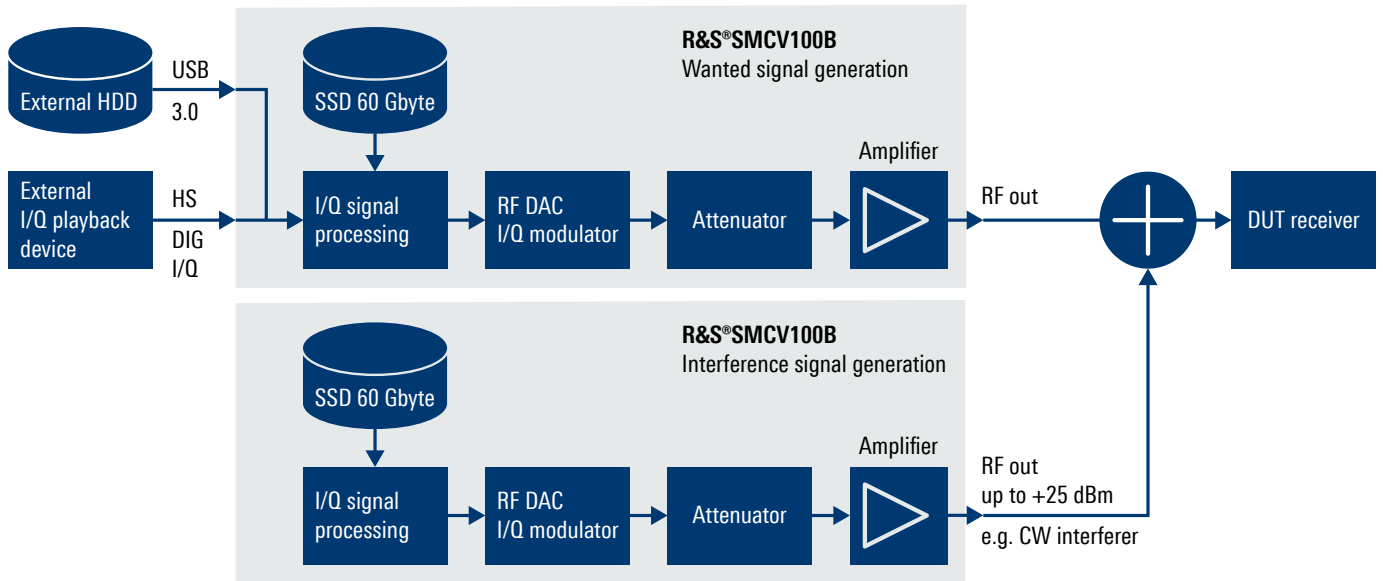 R&S®SMCV100B
Wanted signal generation
External HDD
USB
3.0
SSD 60 Gbyte
External
I/Q playback
device
HS
DIG
I/Q
I/Q signal
processing
RF DAC
I/Q modulator
Attenuator
Amplifier
RF out
DUT receiver
R&S®SMCV100B
Interference signal generation
SSD 60 Gbyte
I/Q signal
processing
RF DAC
I/Q modulator
Attenuator
Amplifier
RF out
up to +25 dBm
e.g. CW interferer